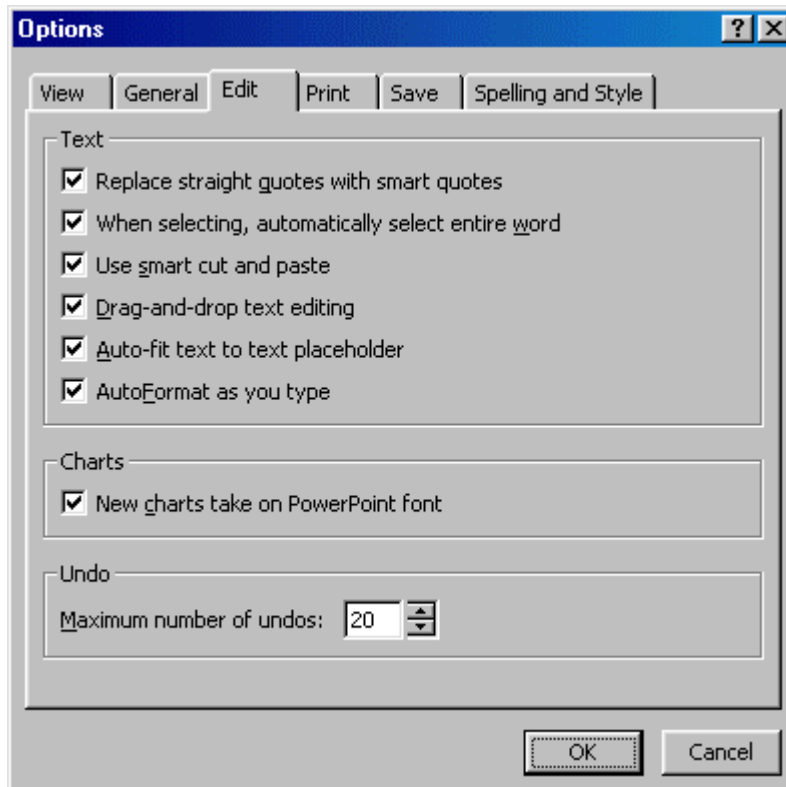 Options
View General Edit Print Save Spelling and Style
Text
Replace straight quotes with smart quotes
When selecting, automatically select entire word
Use smart cut and paste
Drag-and-drop text editing
Auto-fit text to text placeholder
AutoFormat as you type
Charts
New charts take on PowerPoint font
Undo
Maximum number of undos: 20
OK Cancel